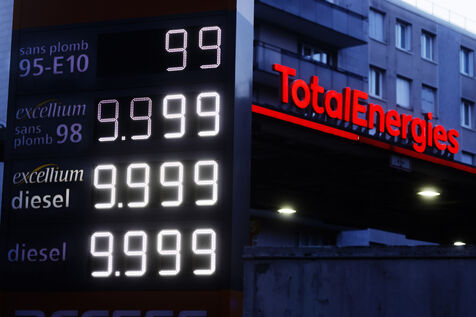 sans plomb
95-E10
99
excellium
sans plomb 98
9.999
excellium
diesel
9.999
diesel
9.999
TotalEnergies